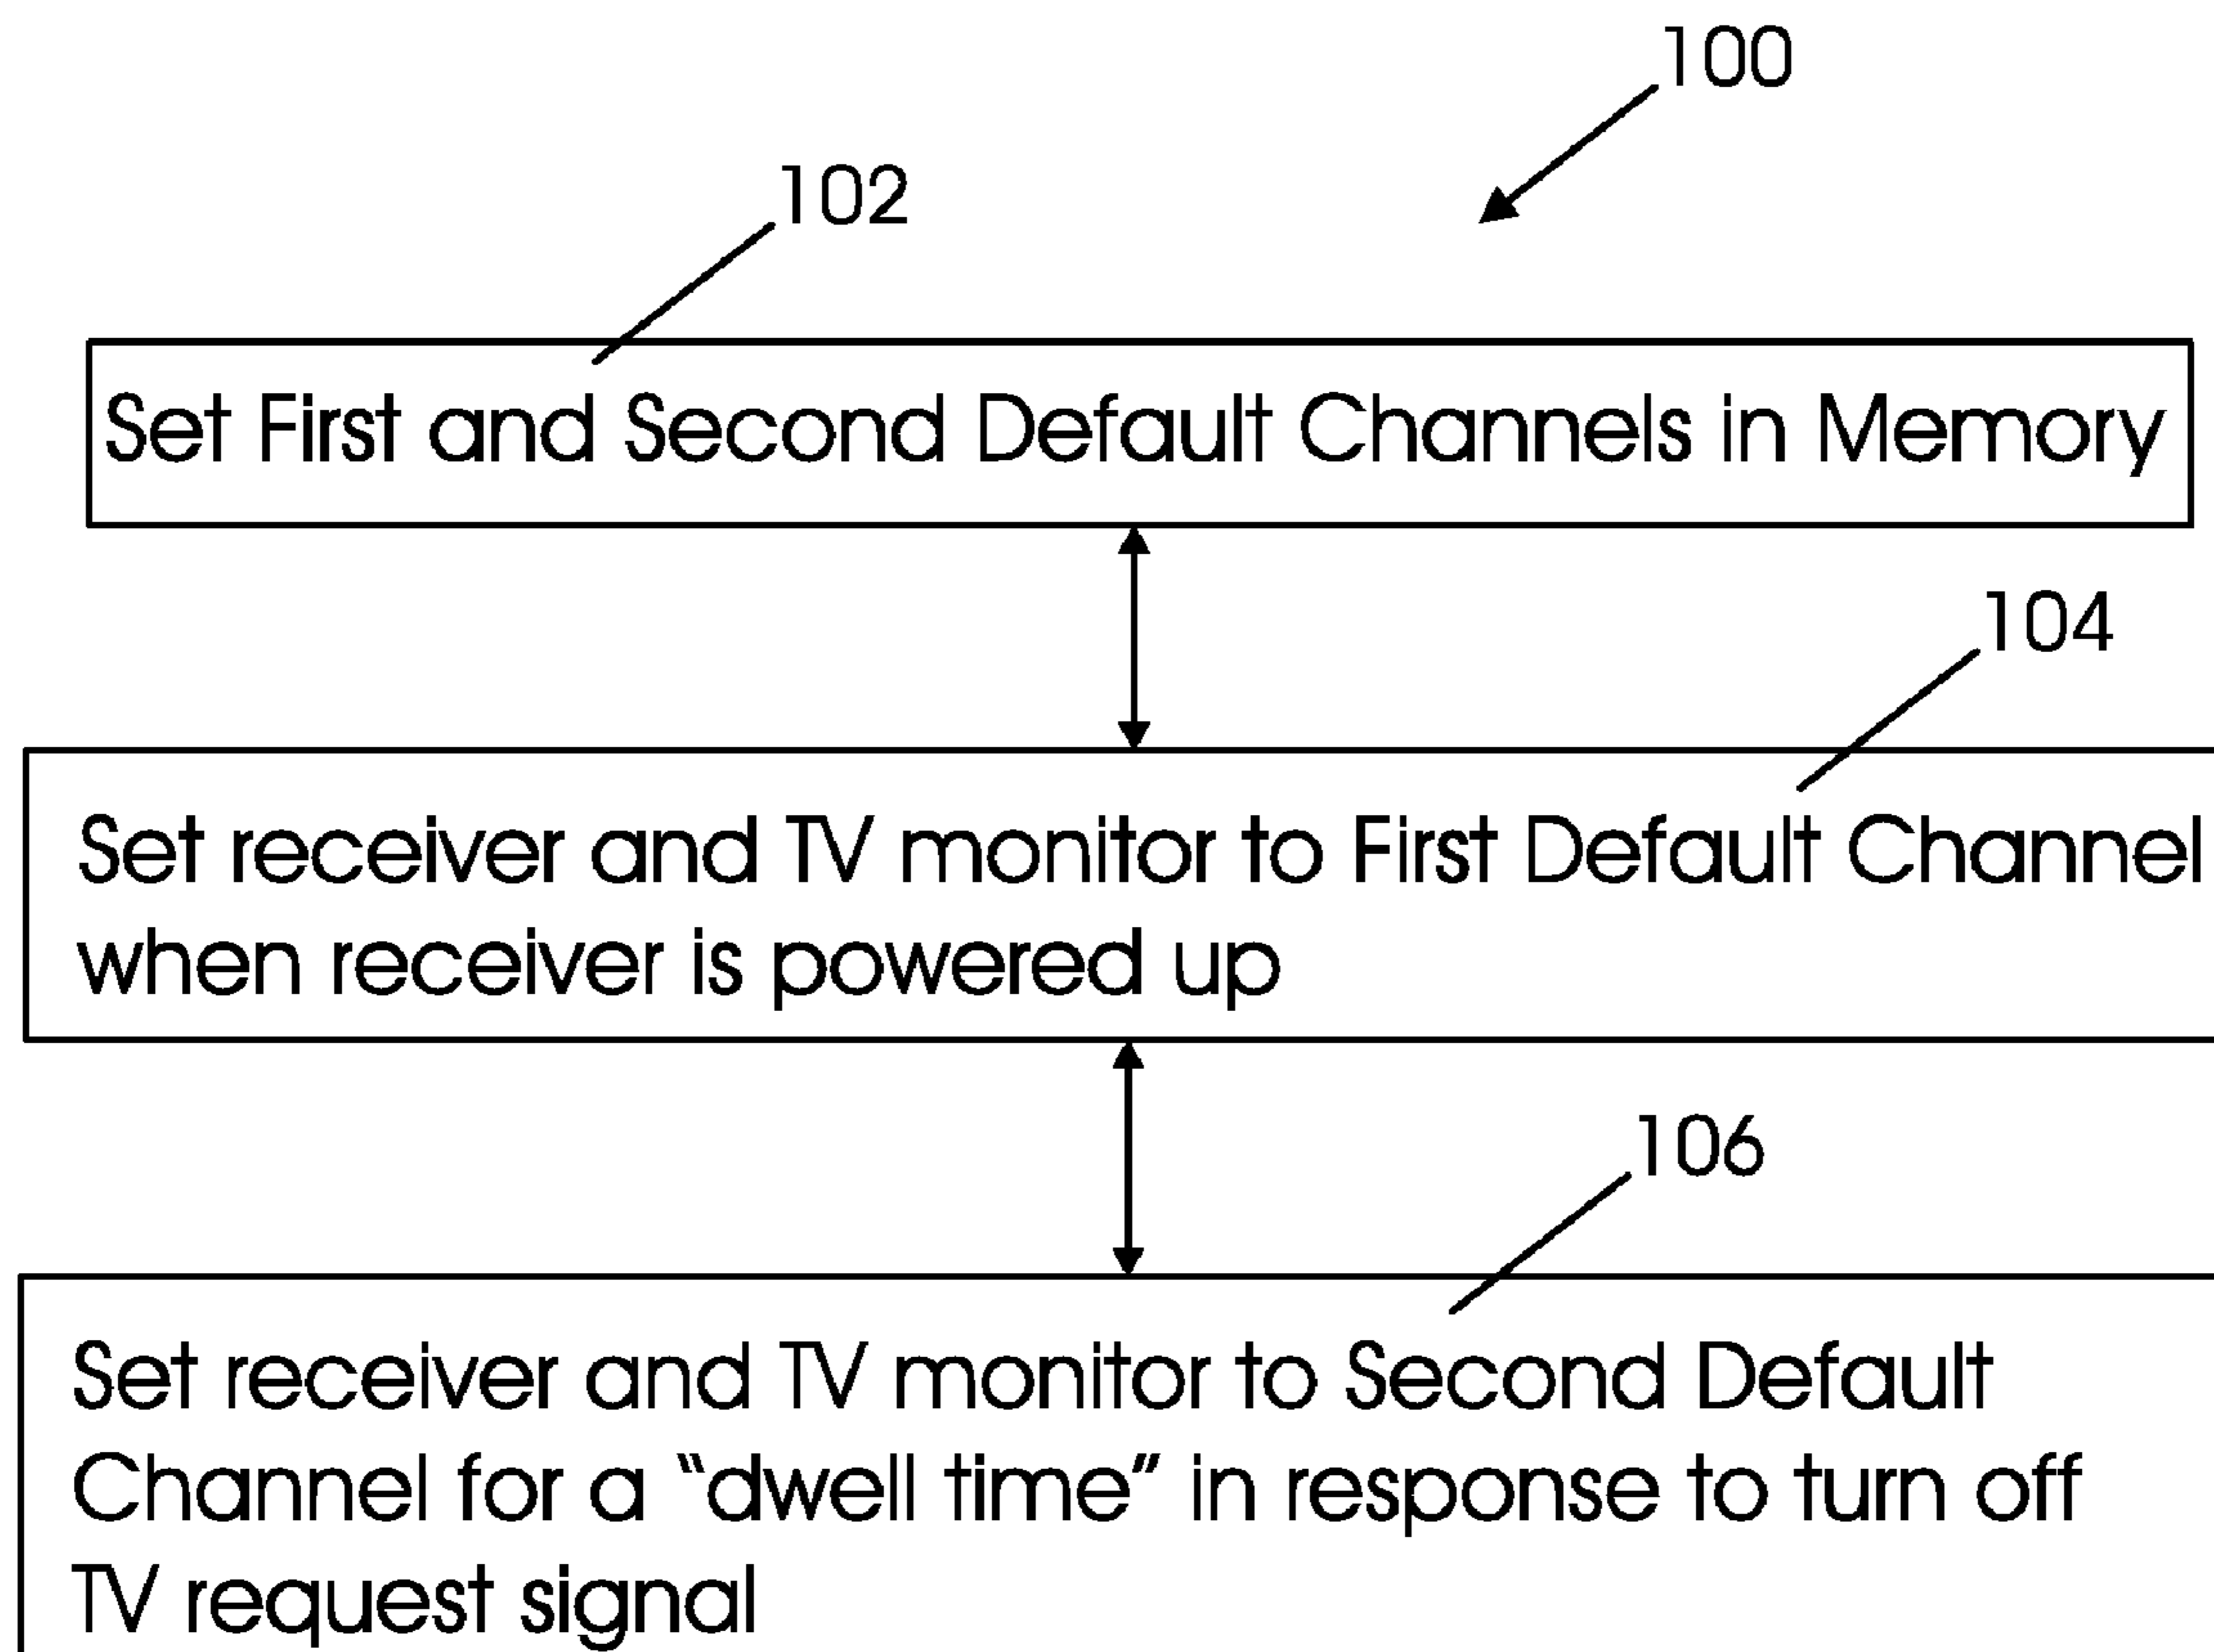 100
102
Set First and Second Default Channels in Memory
104
Set receiver and TV monitor to First Default Channel
when receiver is powered up
106
Set receiver and TV monitor to Second Default
Channel for a “dwell time” in response to turn off
TV request signal